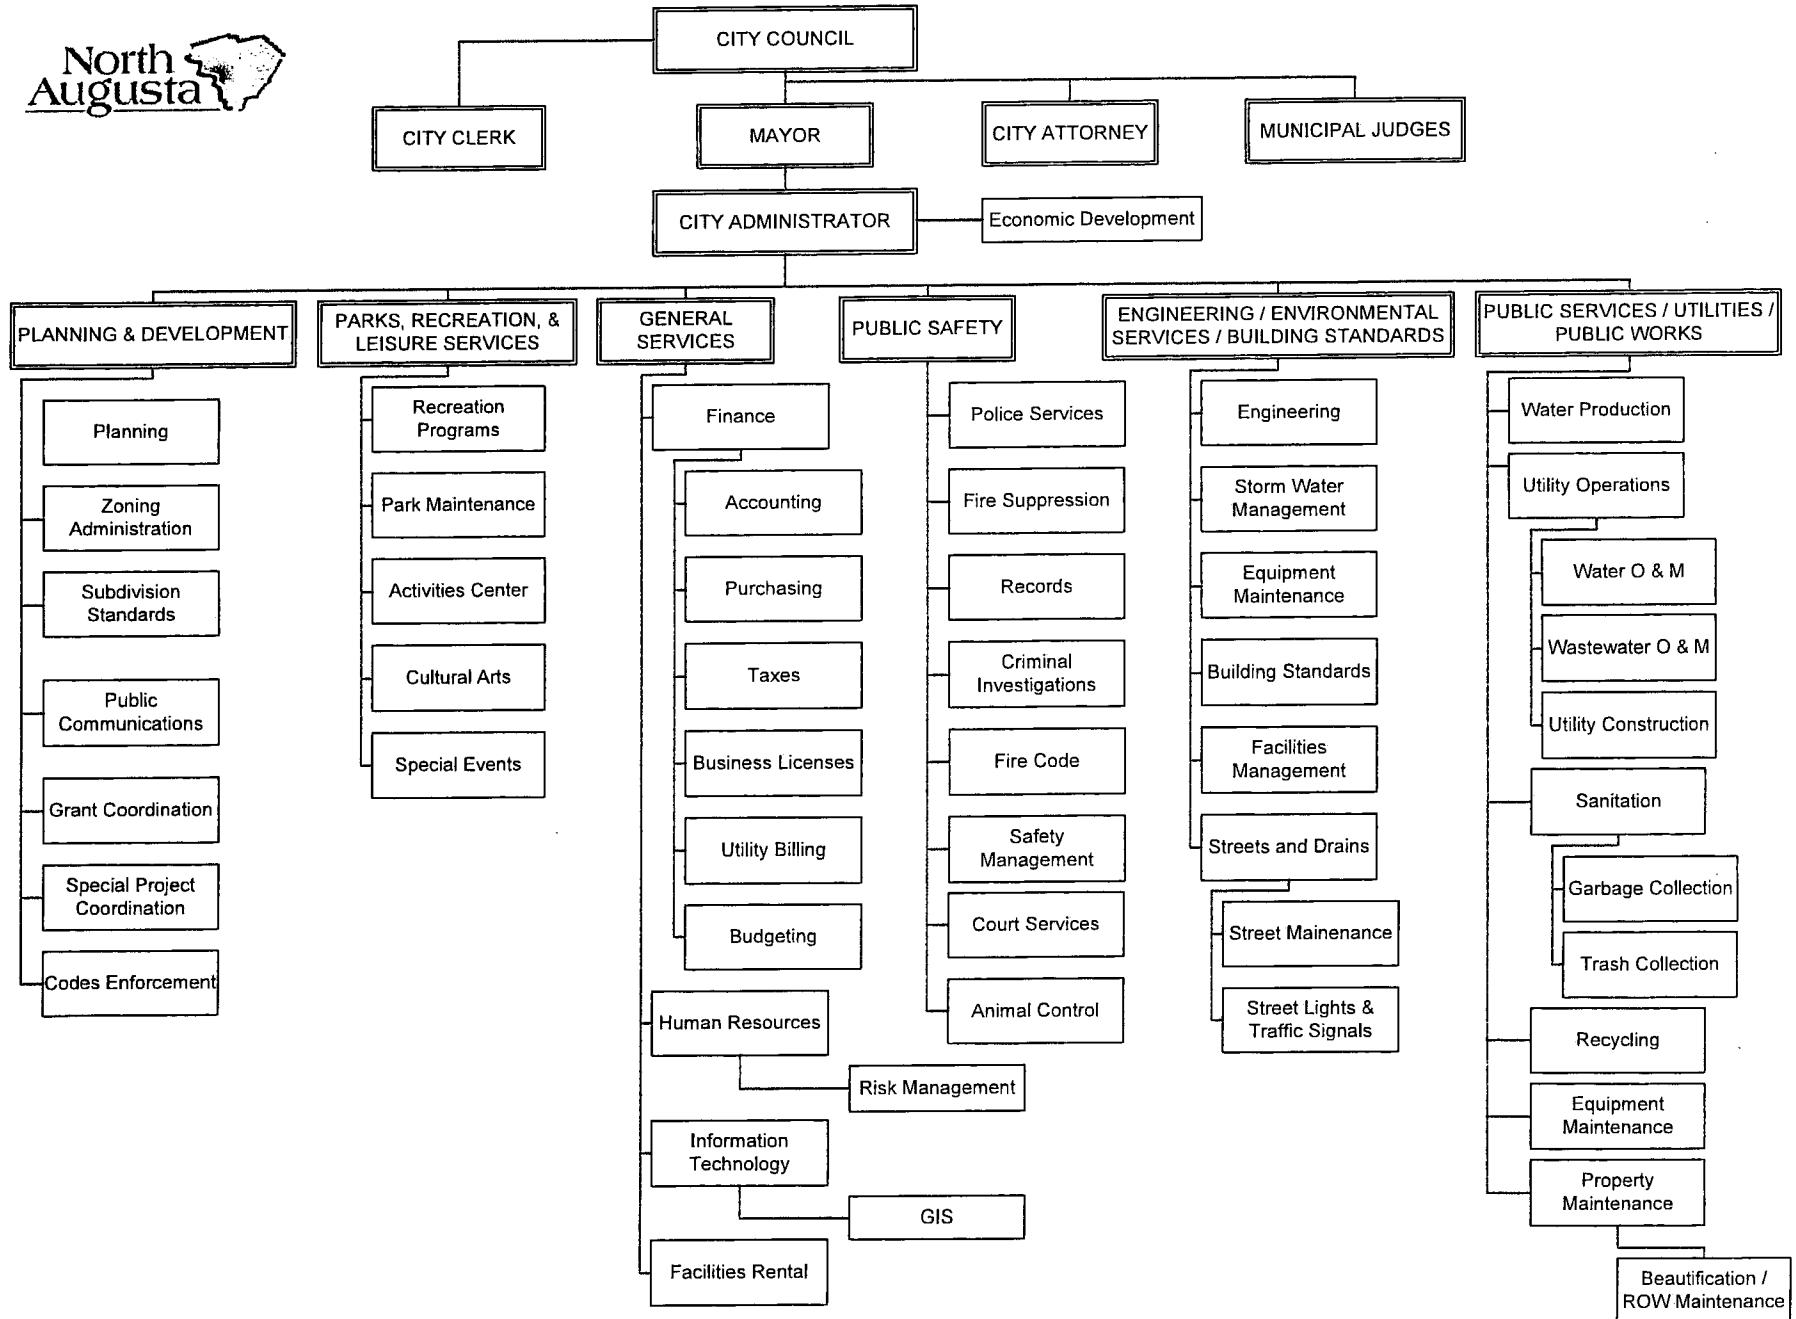 North
Augusta
CITY COUNCIL
CITY CLERK
MAYOR
CITY ATTORNEY
MUNICIPAL JUDGES
CITY ADMINISTRATOR
Economic Development
PLANNING & DEVELOPMENT
Planning
Zoning
Administration
Subdivision
Standards
Public
Communications
Grant Coordination
Special Project
Coordination
Codes Enforcement
PARKS, RECREATION, &
LEISURE SERVICES
Recreation
Programs
Park Maintenance
Activities Center
Cultural Arts
Special Events
GENERAL
SERVICES
Finance
Accounting
Purchasing
Taxes
Business Licenses
Utility Billing
Budgeting
Human Resources
Risk Management
Information
Technology
GIS
Facilities Rental
PUBLIC SAFETY
Police Services
Fire Suppression
Records
Criminal
Investigations
Fire Code
Safety
Management
Court Services
Animal Control
ENGINEERING / ENVIRONMENTAL
SERVICES / BUILDING STANDARDS
Engineering
Storm Water
Management
Equipment
Maintenance
Building Standards
Facilities
Management
Streets and Drains
Street Mainenance
Street Lights &
Traffic Signals
PUBLIC SERVICES / UTILITIES /
PUBLIC WORKS
Water Production
Utility Operations
Water O & M
Wastewater O & M
Utility Construction
Sanitation
Garbage Collection
Trash Collection
Recycling
Equipment
Maintenance
Property
Maintenance
Beautification /
ROW Maintenance